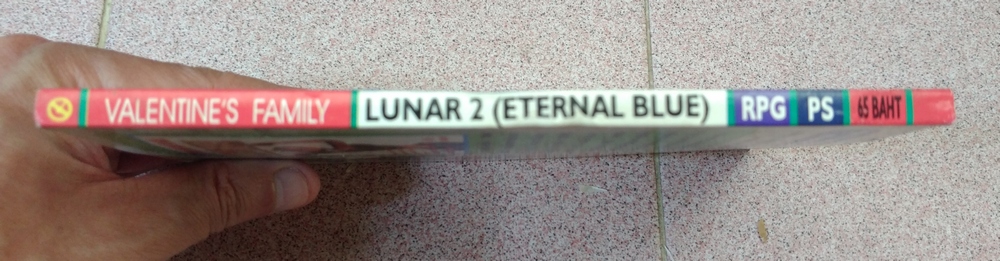 VALENTINE'S FAMILY LUNAR 2 (ETERNAL BLUE) RPG PS 65 BAHT